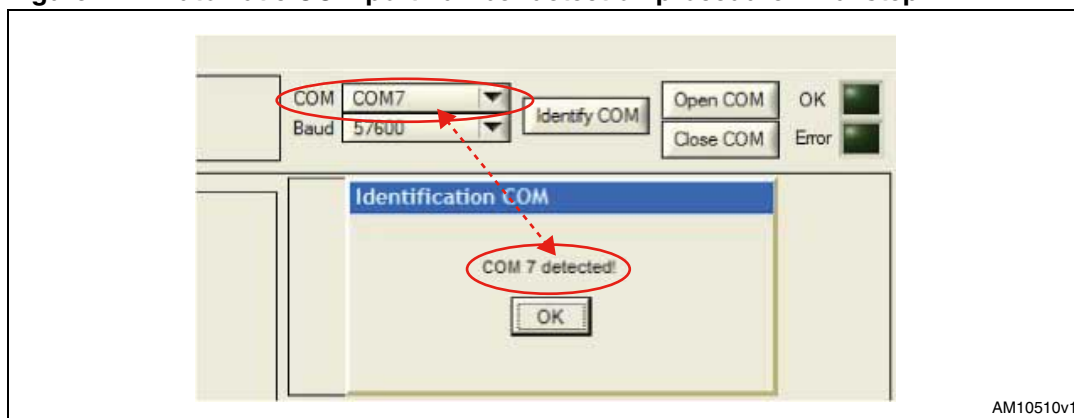 COM COM7
Baud 57600
Identify COM
Open COM
Close COM
OK
Error
Identification COM
COM 7 detected!
OK
AM10510v1